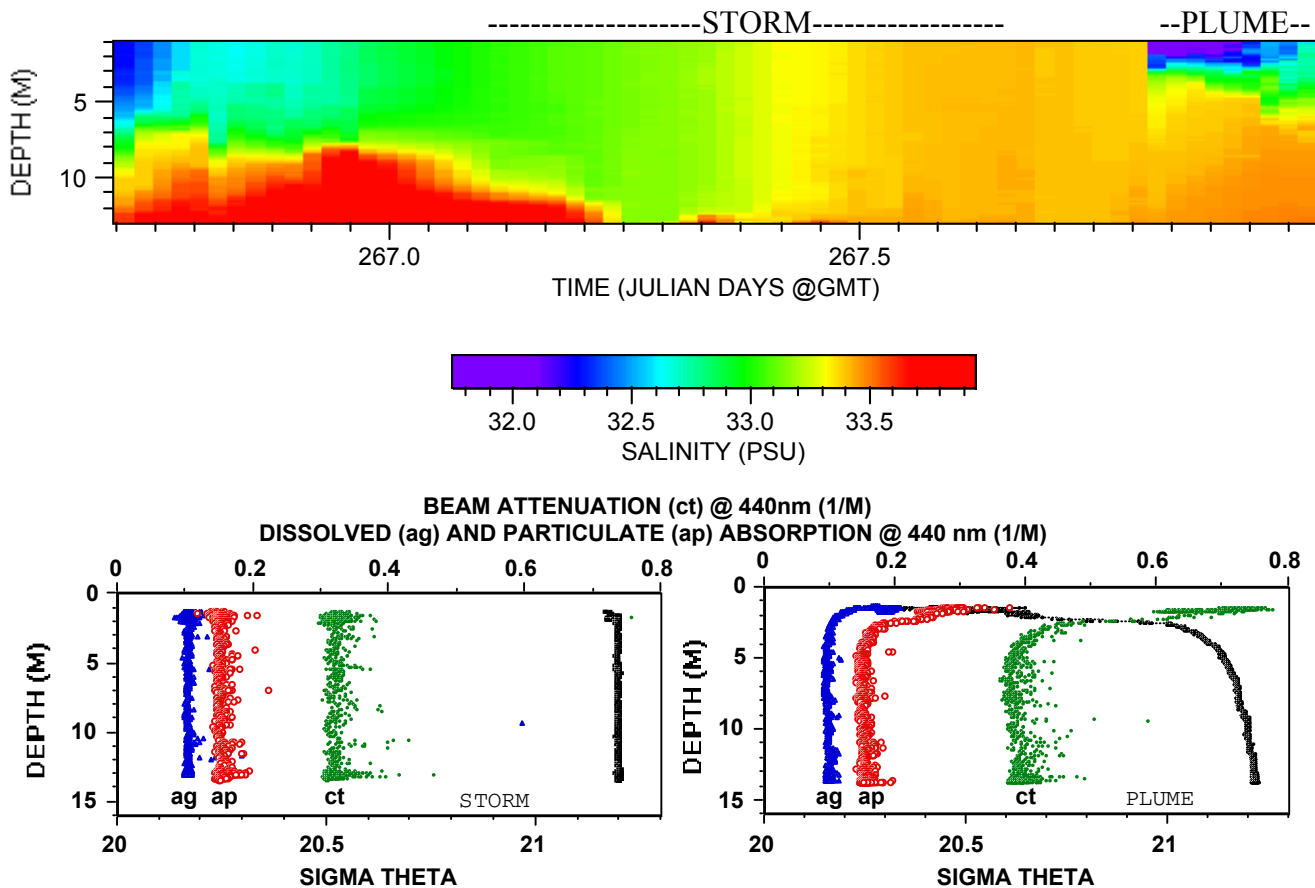 --------------------STORM------------------ --PLUME--
DEPTH (M)
5
10
267.0 267.5
TIME (JULIAN DAYS @GMT)
32.0 32.5 33.0 33.5
SALINITY (PSU)
BEAM ATTENUATION (ct) @ 440nm (1/M)
DISSOLVED (ag) AND PARTICULATE (ap) ABSORPTION @ 440 nm (1/M)
0 0.2 0.4 0.6 0.8
0
5
10
15
DEPTH (M)
ag ap ct STORM
20 20.5 21
SIGMA THETA
0 0.2 0.4 0.6 0.8
0
5
10
15
DEPTH (M)
ag ap ct PLUME
20 20.5 21
SIGMA THETA